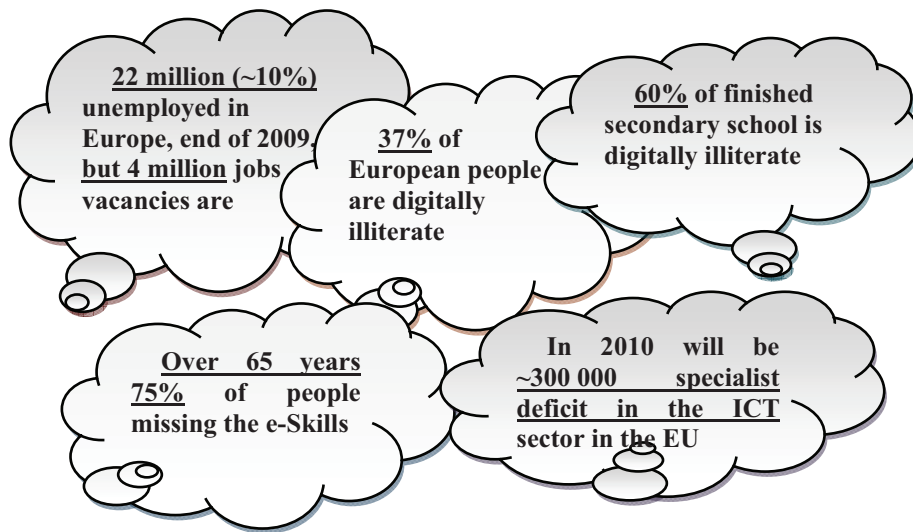 22 million (~10%)
unemployed in
Europe, end of 2009,
but 4 million jobs
vacancies are
37% of
European people
are digitally
illiterate
60% of finished
secondary school is
digitally illiterate
Over 65 years
75% of people
missing the e-Skills
In 2010 will be
~300 000 specialist
deficit in the ICT
sector in the EU